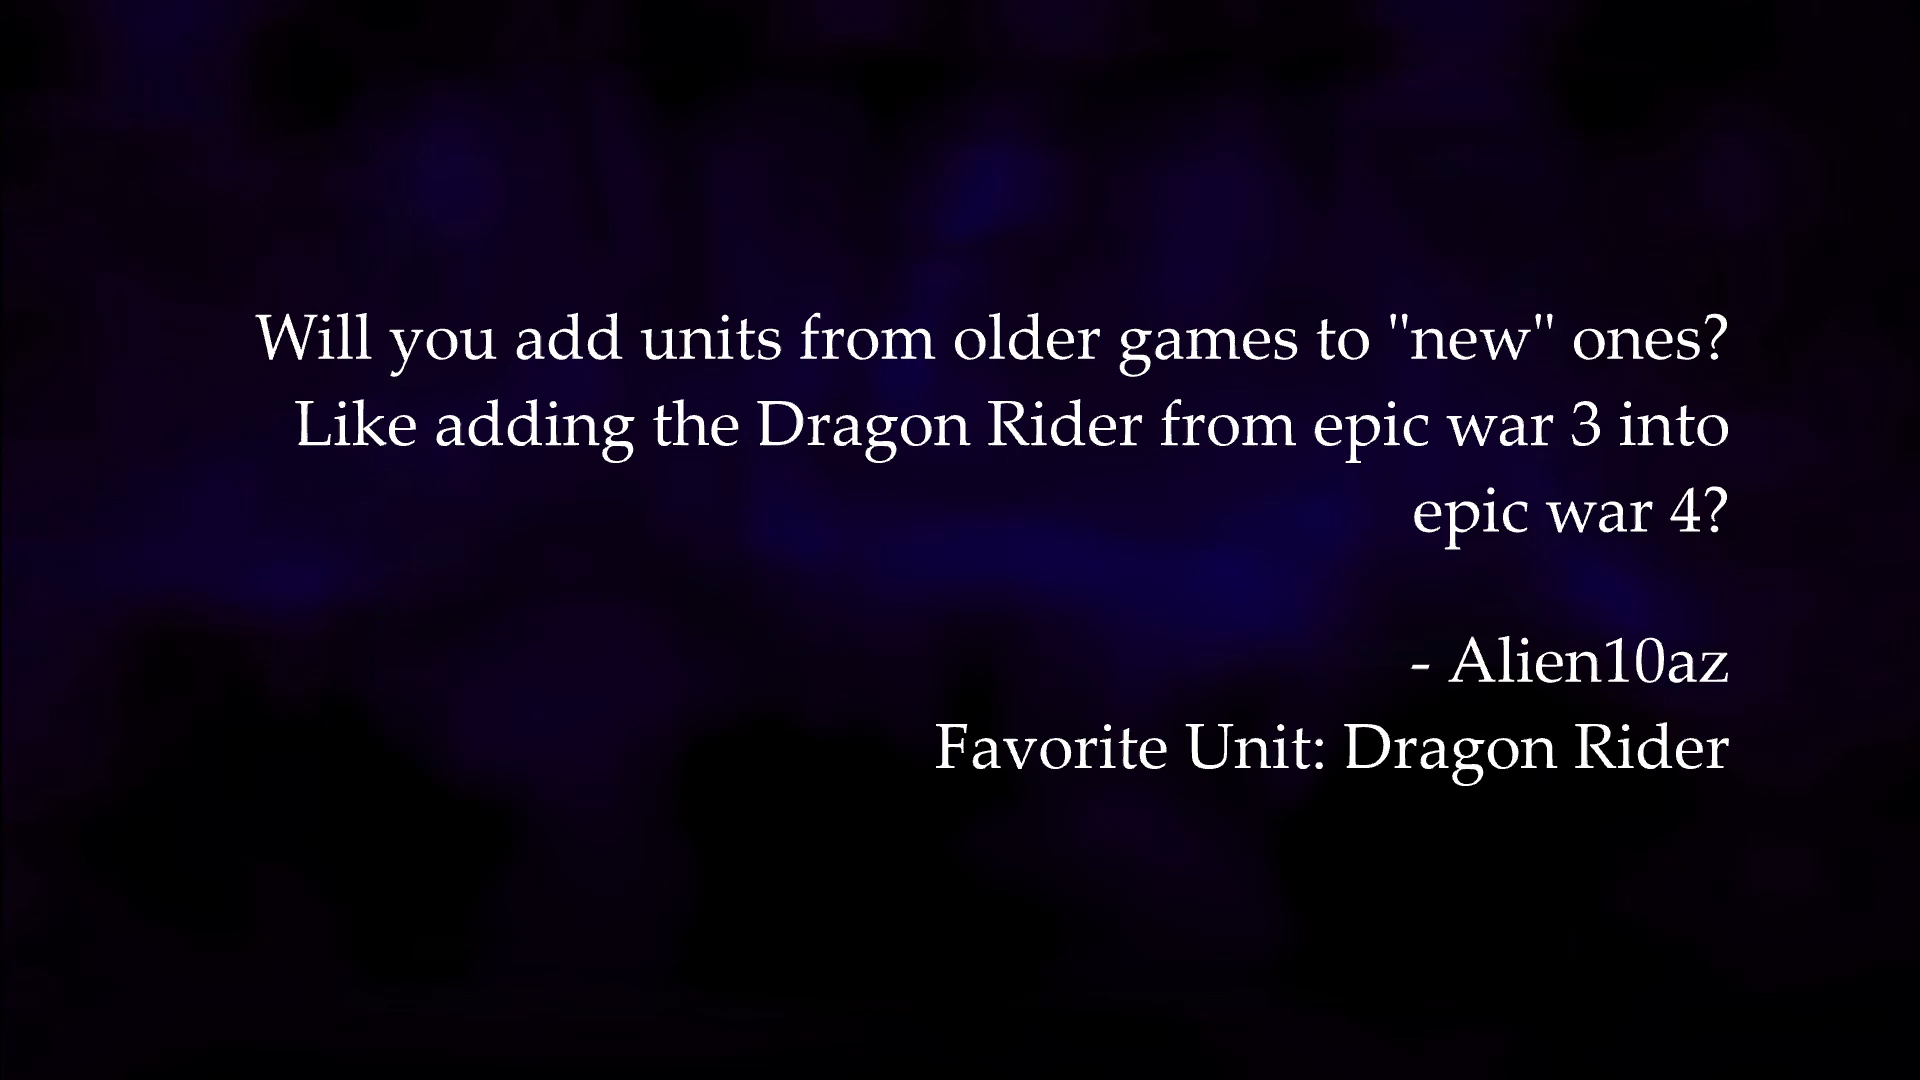 Will you add units from older games to "new" ones?
Like adding the Dragon Rider from epic war 3 into
epic war 4?
- Alien10az
Favorite Unit: Dragon Rider